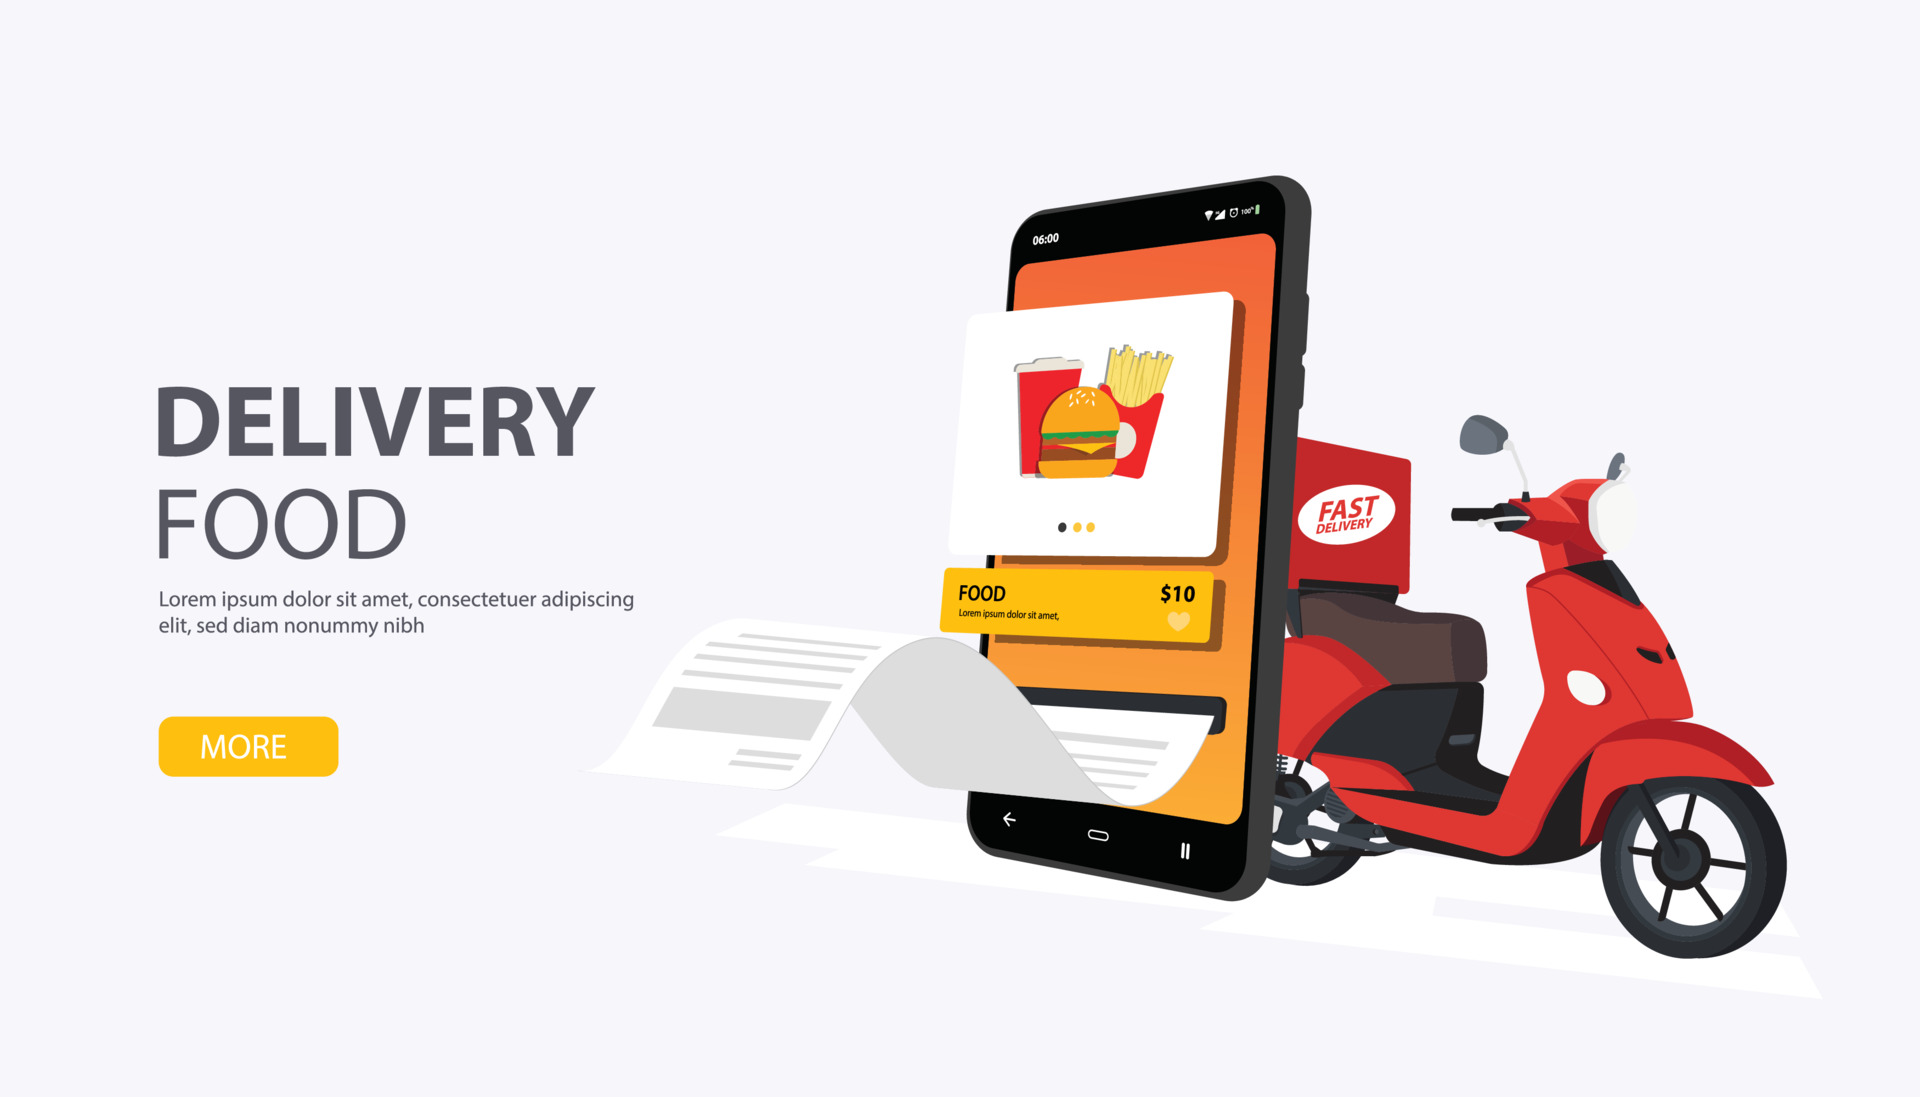 DELIVERY
FOOD
Lorem ipsum dolor sit amet, consectetuer adipiscing
elit, sed diam nonummy nibh
MORE
06:00
100%
FOOD
$10
Lorem ipsum dolor sit amet,
FAST
DELIVERY